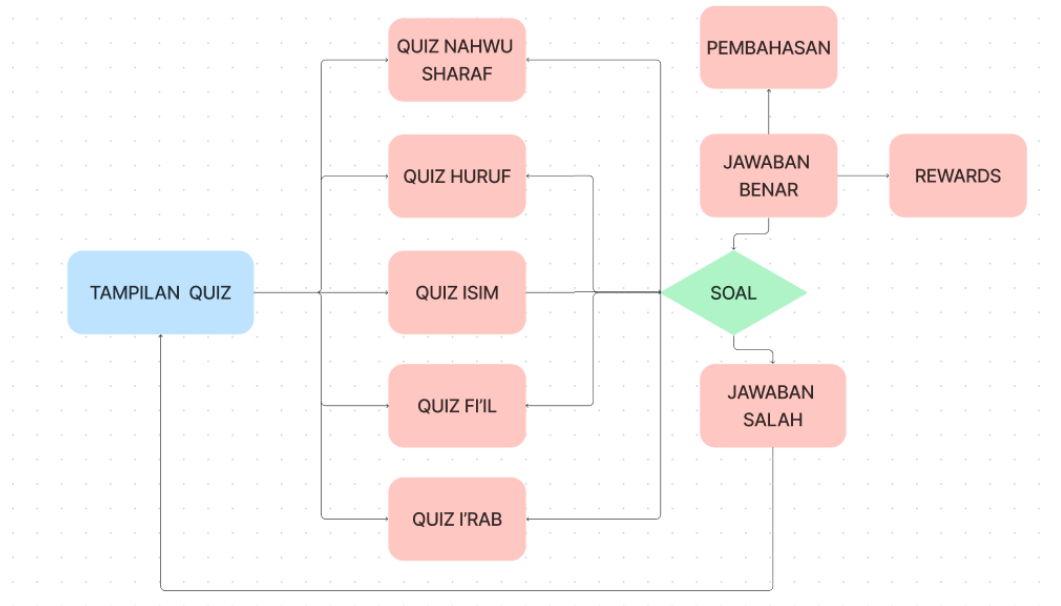 QUIZ NAHWU
SHARAF
PEMBAHASAN
QUIZ HURUF
JAWABAN
BENAR
REWARDS
TAMPILAN QUIZ
QUIZ ISIM
SOAL
QUIZ FI'IL
JAWABAN
SALAH
QUIZ I'RAB